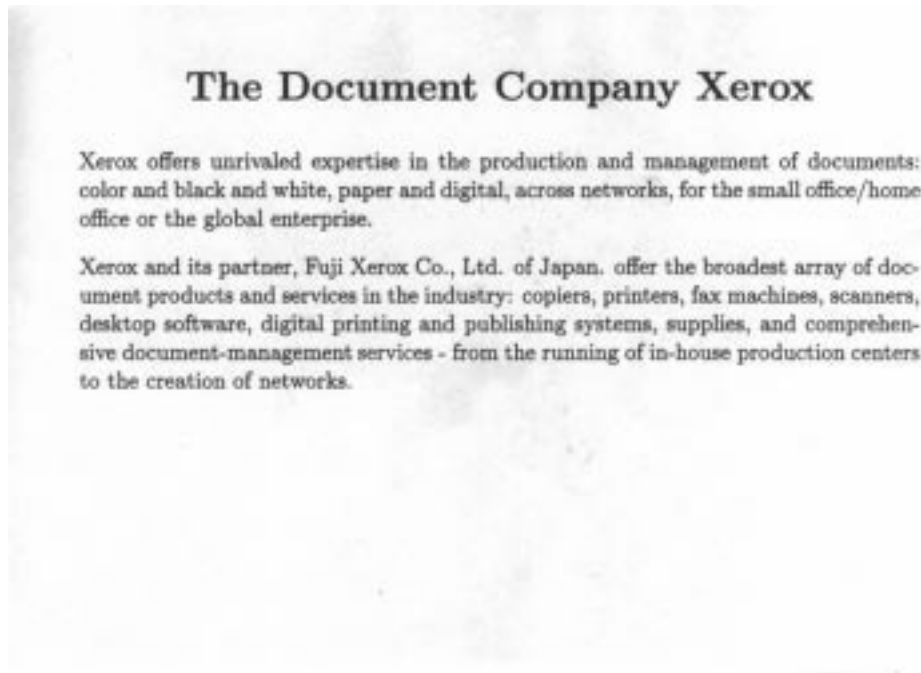 The Document Company Xerox
Xerox offers unrivaled expertise in the production and management of documents:
color and black and white, paper and digital, across networks, for the small office/home
office or the global enterprise.
Xerox and its partner, Fuji Xerox Co., Ltd. of Japan. offer the broadest array of doc-
ument products and services in the industry: copiers, printers, fax machines, scanners,
desktop software, digital printing and publishing systems, supplies, and comprehen-
sive document-management services - from the running of in-house production centers
to the creation of networks.